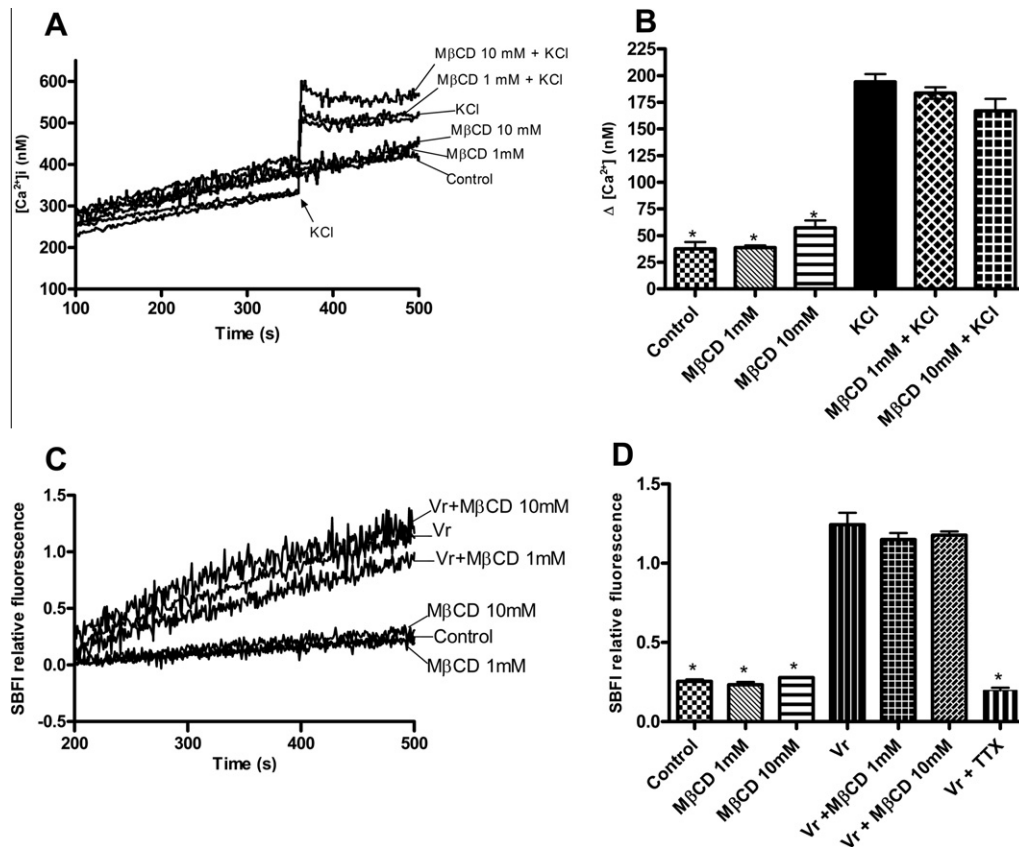 A
[Ca²⁺]i (nM)
600
500
400
300
200
100
100
200
300
400
500
Time (s)
MβCD 10 mM + KCl
MβCD 1 mM + KCl
KCl
MβCD 10 mM
MβCD 1mM
Control
KCl
B
Δ [Ca²⁺] (nM)
225
200
175
150
125
100
75
50
25
0
*
*
*
Control
MβCD 1mM
MβCD 10mM
KCl
MβCD 1mM + KCl
MβCD 10mM + KCl
C
SBFI relative fluorescence
1.5
1.0
0.5
0.0
-0.5
200
300
400
500
Time (s)
Vr+MβCD 10mM
Vr
Vr+MβCD 1mM
MβCD 10mM
Control
MβCD 1mM
D
SBFI relative fluorescence
1.5
1.0
0.5
0.0
*
*
*
*
Control
MβCD 1mM
MβCD 10mM
Vr
Vr +MβCD 1mM
Vr + MβCD 10mM
Vr + TTX